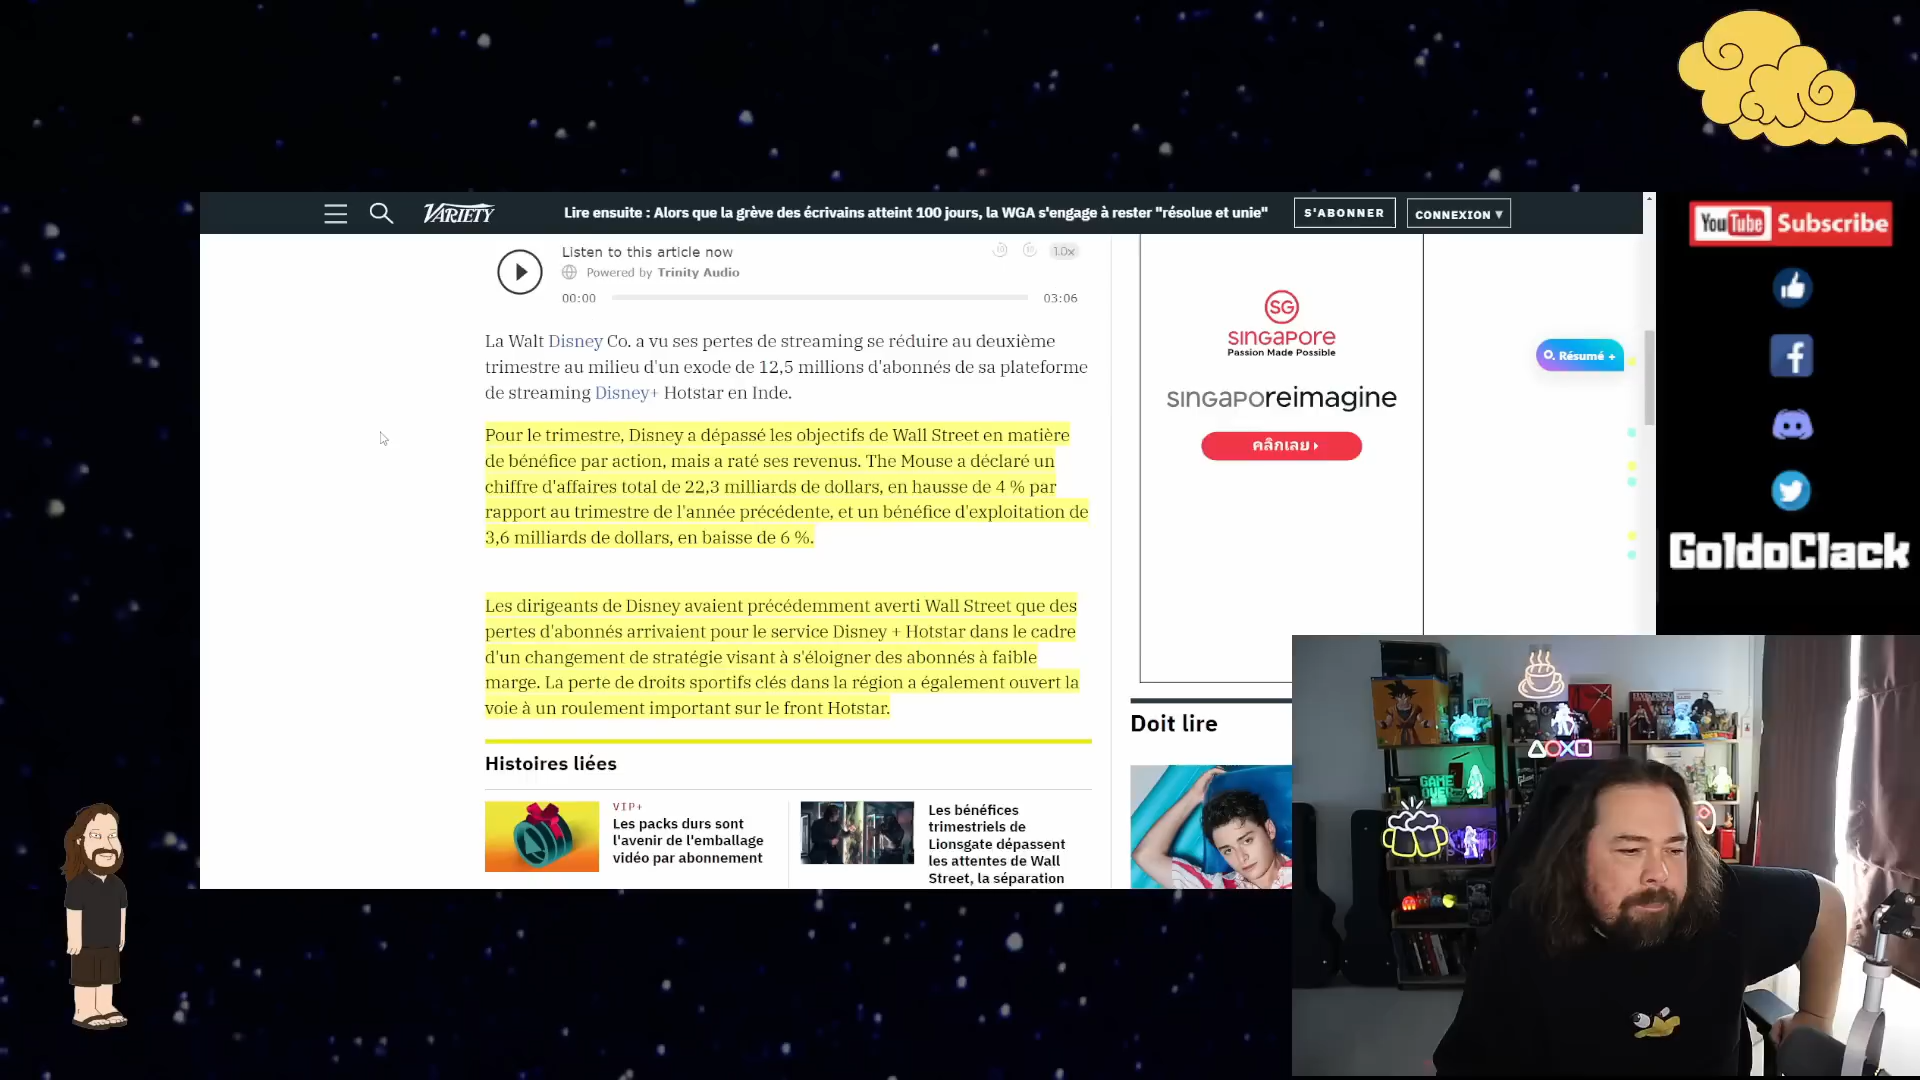 VARIETY
Lire ensuite : Alors que la grève des écrivains atteint 100 jours, la WGA s'engage à rester "résolue et unie"
S'ABONNER
CONNEXION ▾
Listen to this article now
Powered by Trinity Audio
00:00
03:06
1.0x
La Walt Disney Co. a vu ses pertes de streaming se réduire au deuxième
trimestre au milieu d'un exode de 12,5 millions d'abonnés de sa plateforme
de streaming Disney+ Hotstar en Inde.
Pour le trimestre, Disney a dépassé les objectifs de Wall Street en matière
de bénéfice par action, mais a raté ses revenus. The Mouse a déclaré un
chiffre d'affaires total de 22,3 milliards de dollars, en hausse de 4 % par
rapport au trimestre de l'année précédente, et un bénéfice d'exploitation de
3,6 milliards de dollars, en baisse de 6 %.
Les dirigeants de Disney avaient précédemment averti Wall Street que des
pertes d'abonnés arrivaient pour le service Disney + Hotstar dans le cadre
d'un changement de stratégie visant à s'éloigner des abonnés à faible
marge. La perte de droits sportifs clés dans la région a également ouvert la
voie à un roulement important sur le front Hotstar.
Histoires liées
VIP+
Les packs durs sont
l'avenir de l'emballage
vidéo par abonnement
Les bénéfices
trimestriels de
Lionsgate dépassent
les attentes de Wall
Street, la séparation
SG
SINGAPORE
Passion Made Possible
SINGAPOREIMAGINE
คลิกเลย
Doit lire
Résumé +
YouTube Subscribe
GoldoClack
GAME
OVER